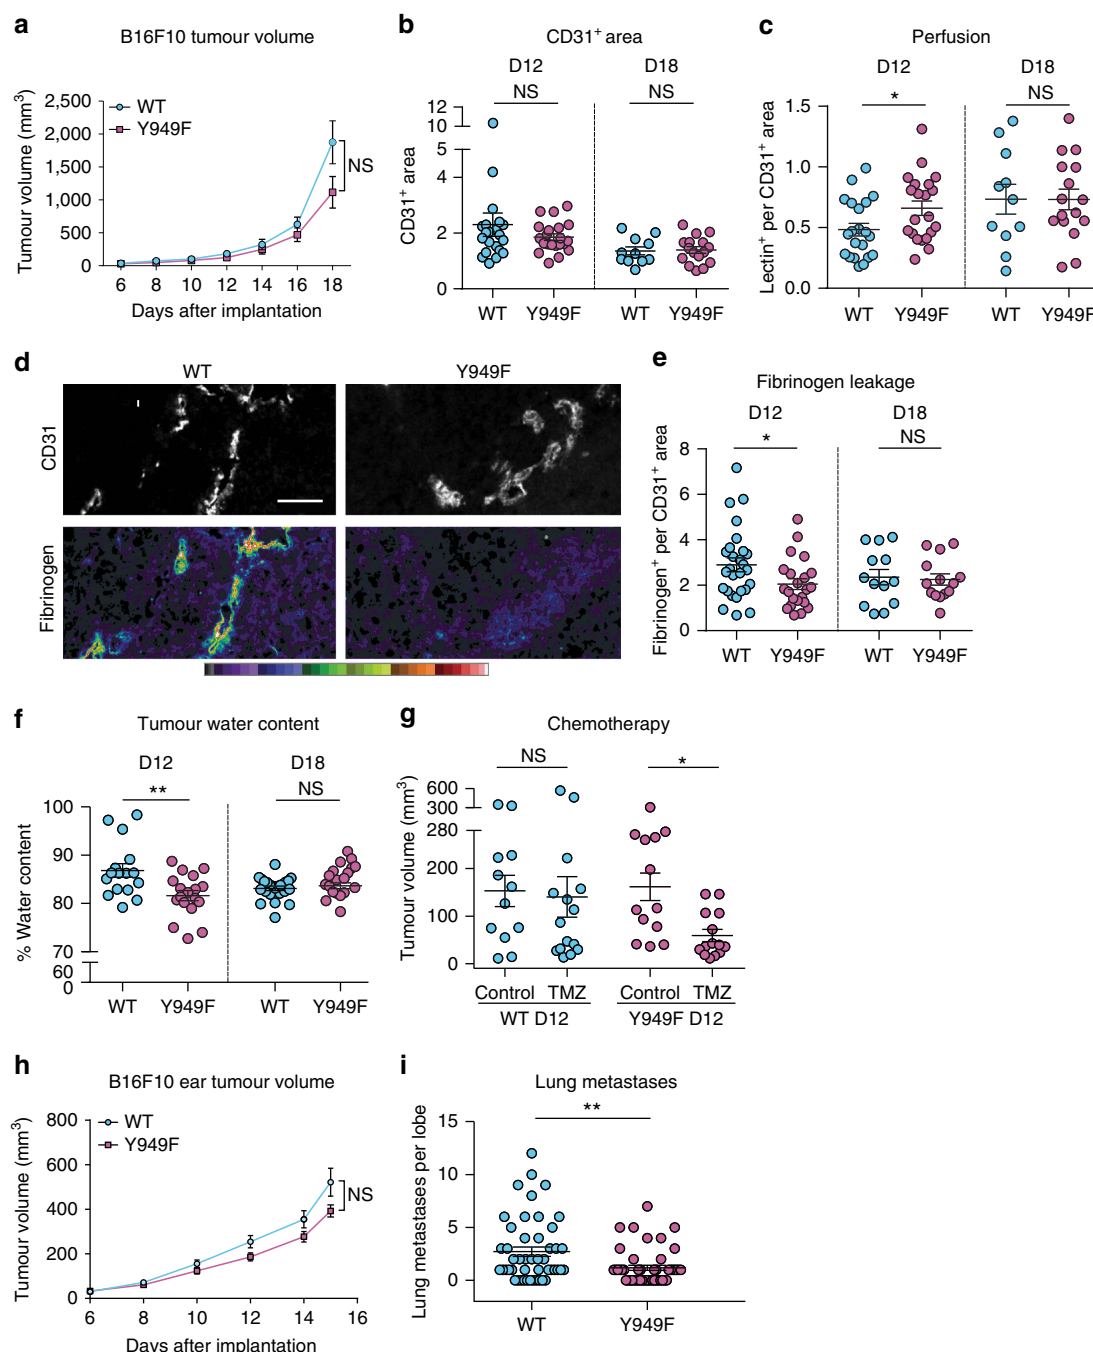 a
B16F10 tumour volume
Tumour volume (mm³)
2,500
2,000
1,500
1,000
500
0
WT
Y949F
NS
6 8 10 12 14 16 18
Days after implantation
b
CD31⁺ area
D12 D18
NS NS
CD31⁺ area
12
10
5
4
2
0
WT Y949F WT Y949F
c
Perfusion
D12 D18
* NS
Lectin⁺ per CD31⁺ area
1.5
1.0
0.5
0.0
WT Y949F WT Y949F
d
WT Y949F
CD31
Fibrinogen
e
Fibrinogen leakage
D12 D18
* NS
Fibrinogen⁺ per CD31⁺ area
8
6
4
2
0
WT Y949F WT Y949F
f
Tumour water content
D12 D18
** NS
% Water content
100
90
80
70
60
0
WT Y949F WT Y949F
g
Chemotherapy
NS *
Tumour volume (mm³)
600
300
280
200
100
0
Control TMZ Control TMZ
WT D12 Y949F D12
h
B16F10 ear tumour volume
Tumour volume (mm³)
800
600
400
200
0
WT
Y949F
NS
6 8 10 12 14 16
Days after implantation
i
Lung metastases
**
Lung metastases per lobe
15
10
5
0
WT Y949F